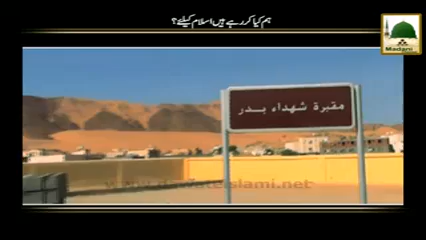 ہم کیا کر رہے ہیں اسلام کیلئے؟
Madani
مقبرة شهداء بدر
www.dawateislami.net